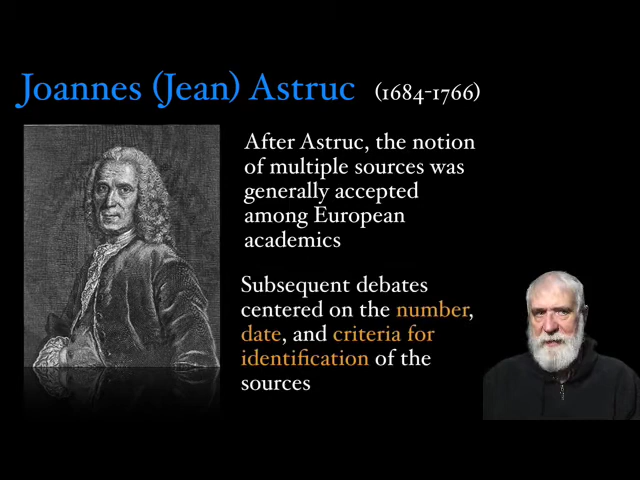 Joannes (Jean) Astruc (1684-1766)
After Astruc, the notion
of multiple sources was
generally accepted
among European
academics
Subsequent debates
centered on the number,
date, and criteria for
identification of the
sources